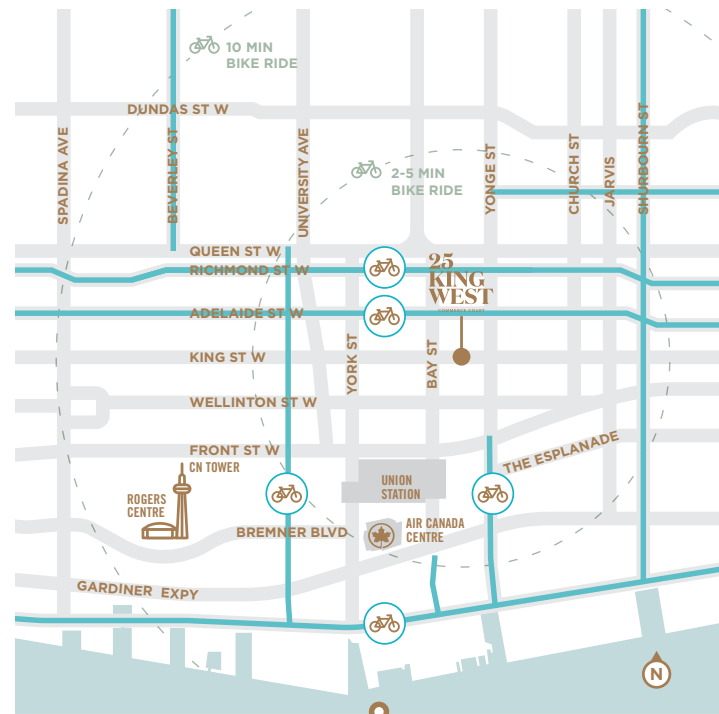 10 MIN
BIKE RIDE
DUNDAS ST W
SPADINA AVE
BEVERLEY ST
UNIVERSITY AVE
2-5 MIN
BIKE RIDE
YONGE ST
CHURCH ST
JARVIS
SHURBOURN ST
QUEEN ST W
RICHMOND ST W
25
KING
WEST
COMMERCE COURT
ADELAIDE ST W
KING ST W
YORK ST
BAY ST
WELLINTON ST W
FRONT ST W
THE ESPLANADE
CN TOWER
UNION
STATION
ROGERS
CENTRE
BREMNER BLVD
AIR CANADA
CENTRE
GARDINER EXPY
N